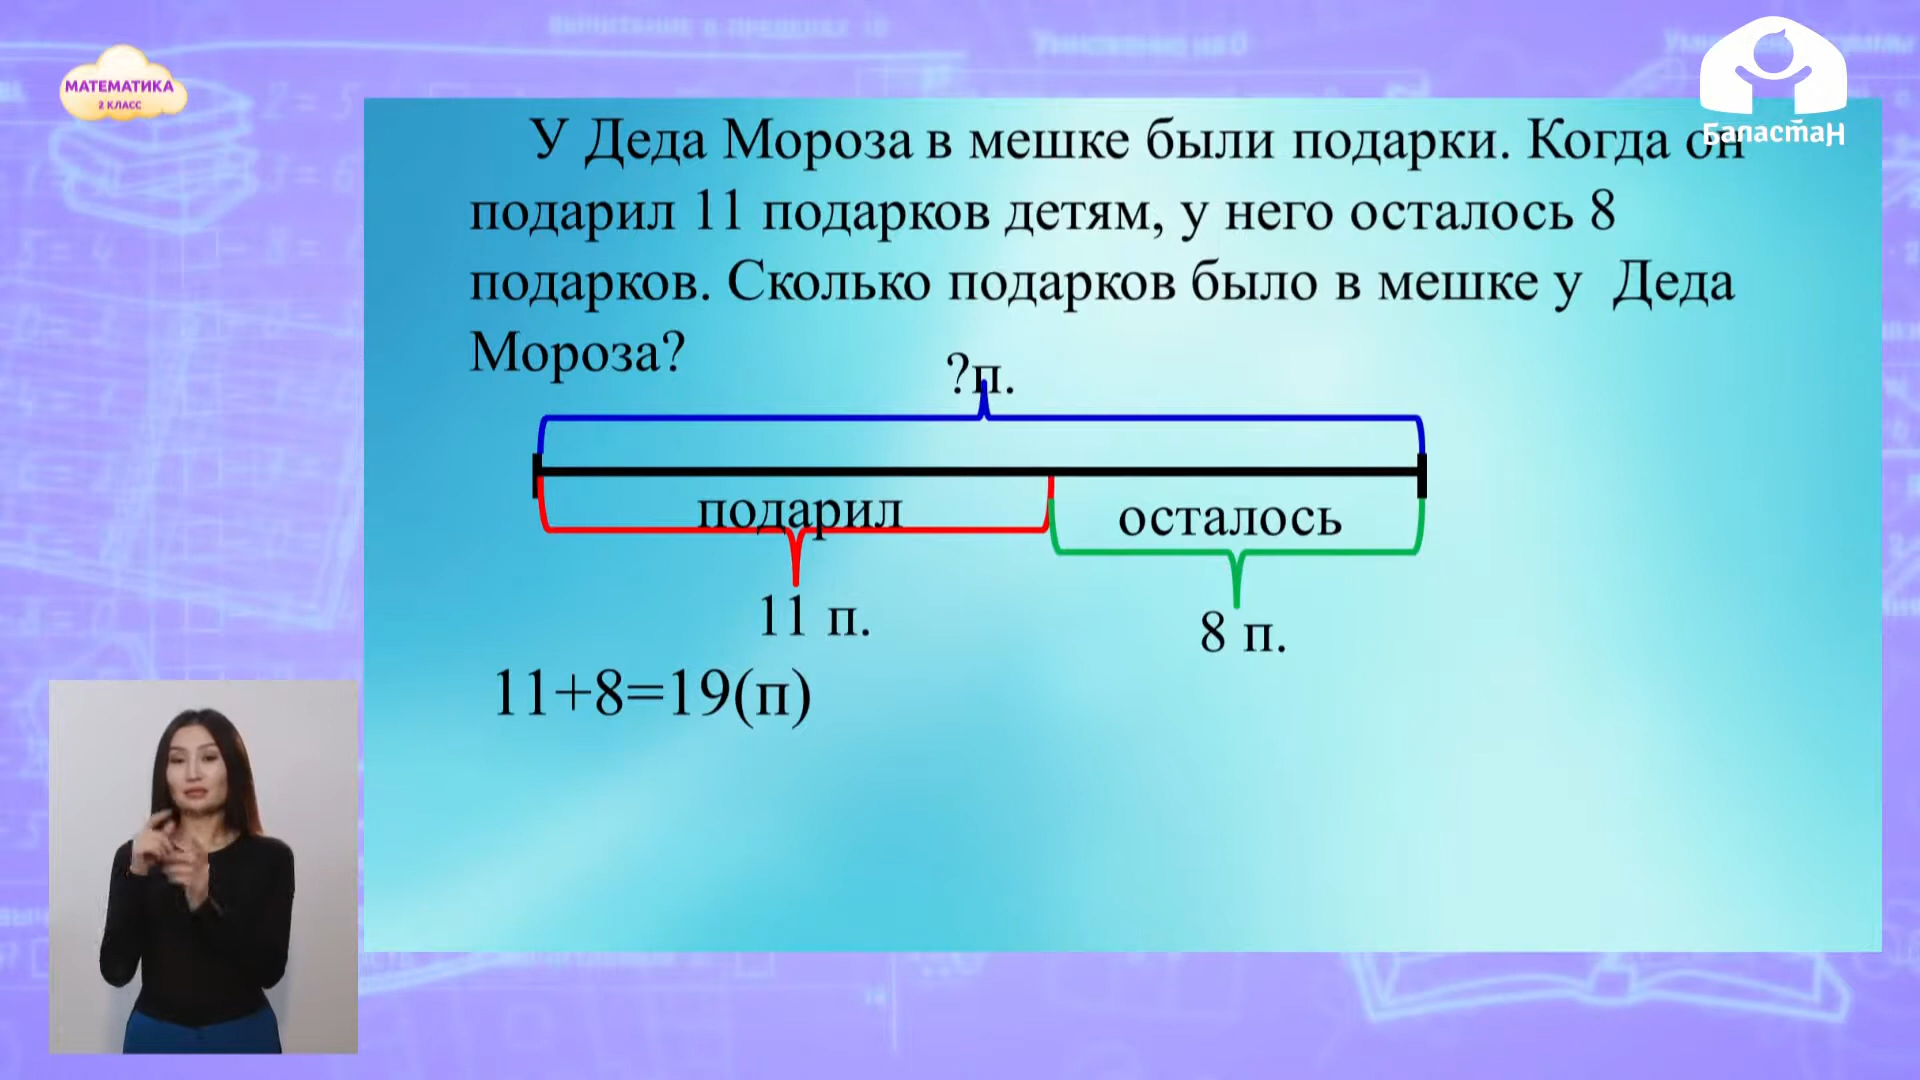 МАТЕМАТИКА
2 КЛАСС
БаласtаН
У Деда Мороза в мешке были подарки. Когда он
подарил 11 подарков детям, у него осталось 8
подарков. Сколько подарков было в мешке у Деда
Мороза?
?п.
подарил
осталось
11 п.
8 п.
11+8=19(п)